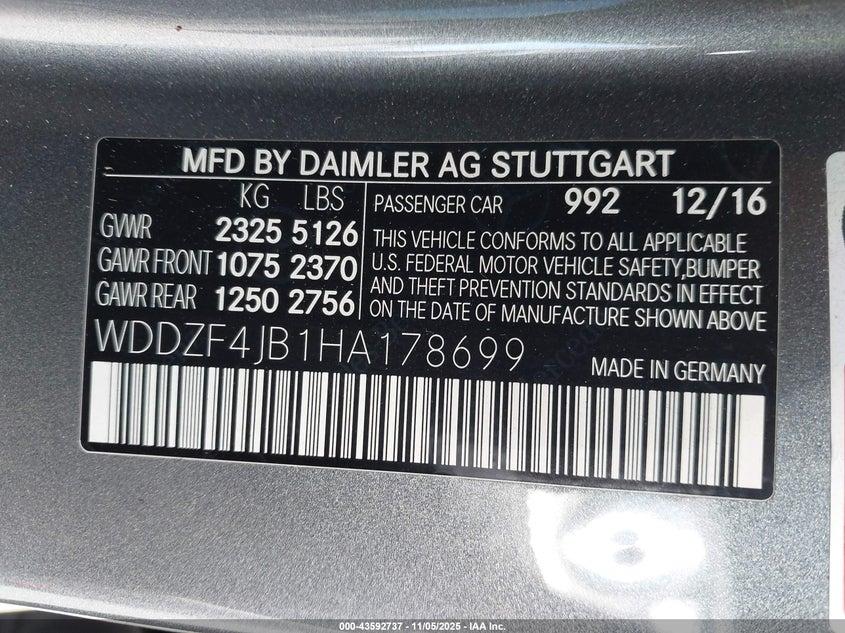 MFD BY DAIMLER AG STUTTGART
KG LBS
GVWR 2325 5126
GAWR FRONT 1075 2370
GAWR REAR 1250 2756
PASSENGER CAR 992 12/16
THIS VEHICLE CONFORMS TO ALL APPLICABLE
U.S. FEDERAL MOTOR VEHICLE SAFETY,BUMPER
AND THEFT PREVENTION STANDARDS IN EFFECT
ON THE DATE OF MANUFACTURE SHOWN ABOVE
WDDZF4JB1HA178699
MADE IN GERMANY
000-43592737 - 11/05/2025 - IAA Inc.